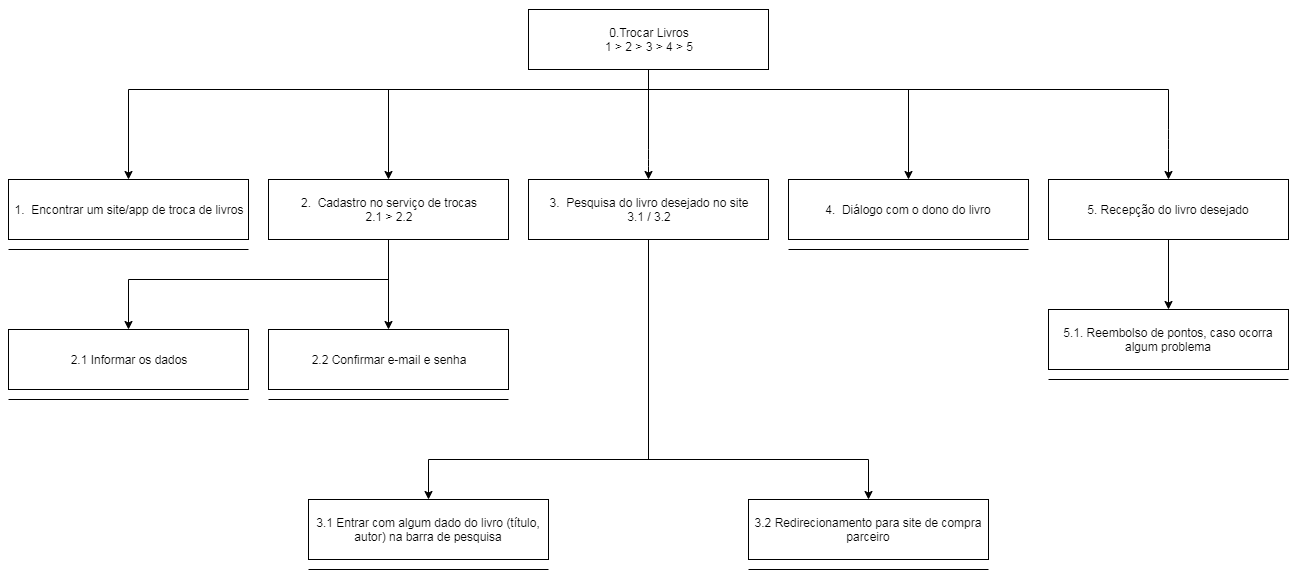 0.Trocar Livros
1 > 2 > 3 > 4 > 5
1.  Encontrar um site/app de troca de livros
2.  Cadastro no serviço de trocas
2.1 > 2.2
3.  Pesquisa do livro desejado no site
3.1 / 3.2
4.  Diálogo com o dono do livro
5. Recepção do livro desejado
2.1 Informar os dados
2.2 Confirmar e-mail e senha
5.1. Reembolso de pontos, caso ocorra
algum problema
3.1 Entrar com algum dado do livro (título,
autor) na barra de pesquisa
3.2 Redirecionamento para site de compra
parceiro